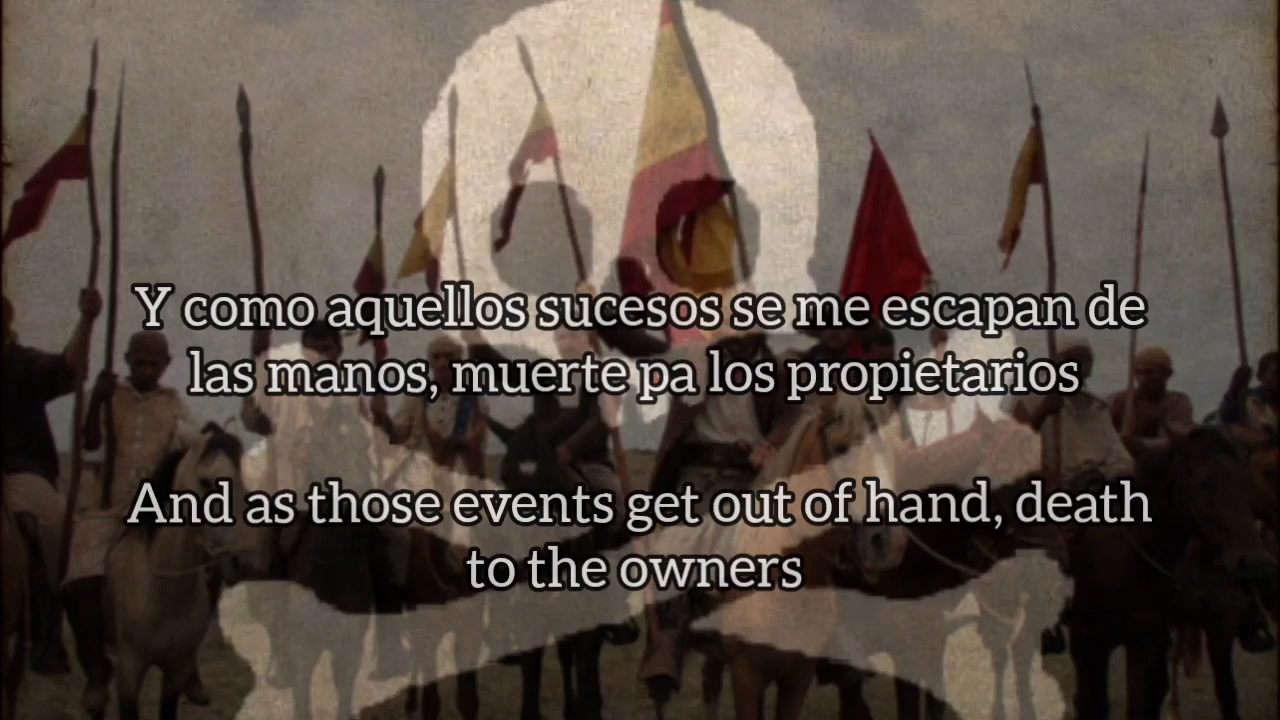 Y como aquellos sucesos se me escapan de
las manos, muerte pa los propietarios
And as those events get out of hand, death
to the owners